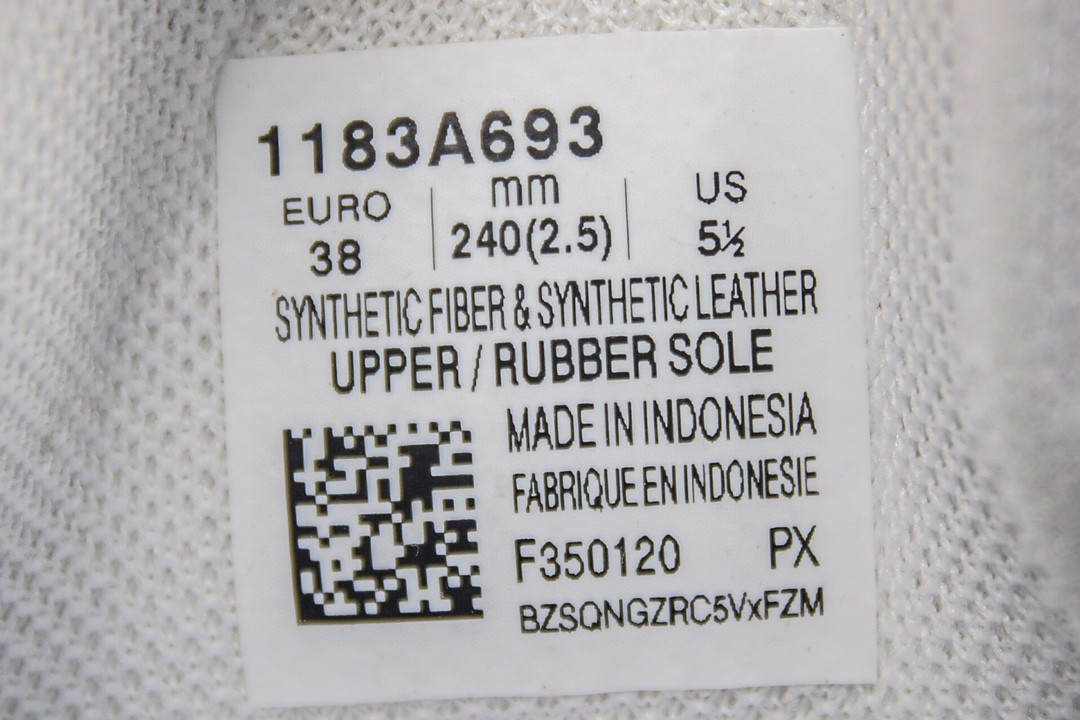 1183A693
EURO mm US
38 240(2.5) 5½
SYNTHETIC FIBER & SYNTHETIC LEATHER
UPPER / RUBBER SOLE
MADE IN INDONESIA
FABRIQUE EN INDONESIE
F350120 PX
BZSQNGZRC5VxFZM